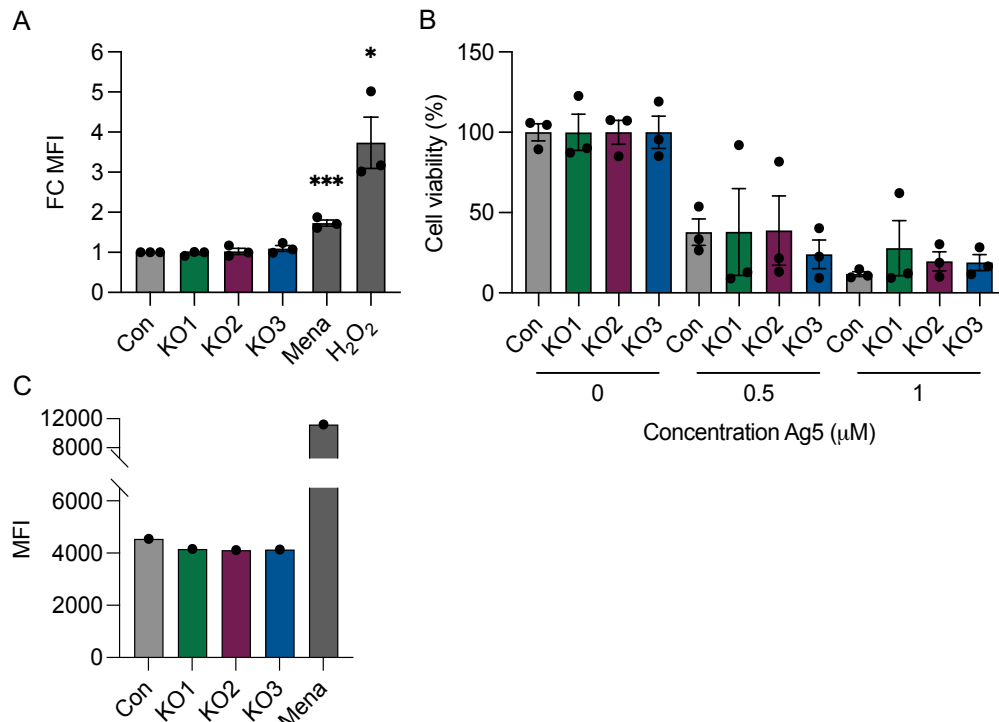 A
FC MFI
6
5
4
3
2
1
0
***
*
Con
KO1
KO2
KO3
Mena
H₂O₂
B
Cell viability (%)
150
100
50
0
Con
KO1
KO2
KO3
Con
KO1
KO2
KO3
Con
KO1
KO2
KO3
0
0.5
1
Concentration Ag5 (μM)
C
MFI
12000
8000
6000
4000
2000
0
Con
KO1
KO2
KO3
Mena